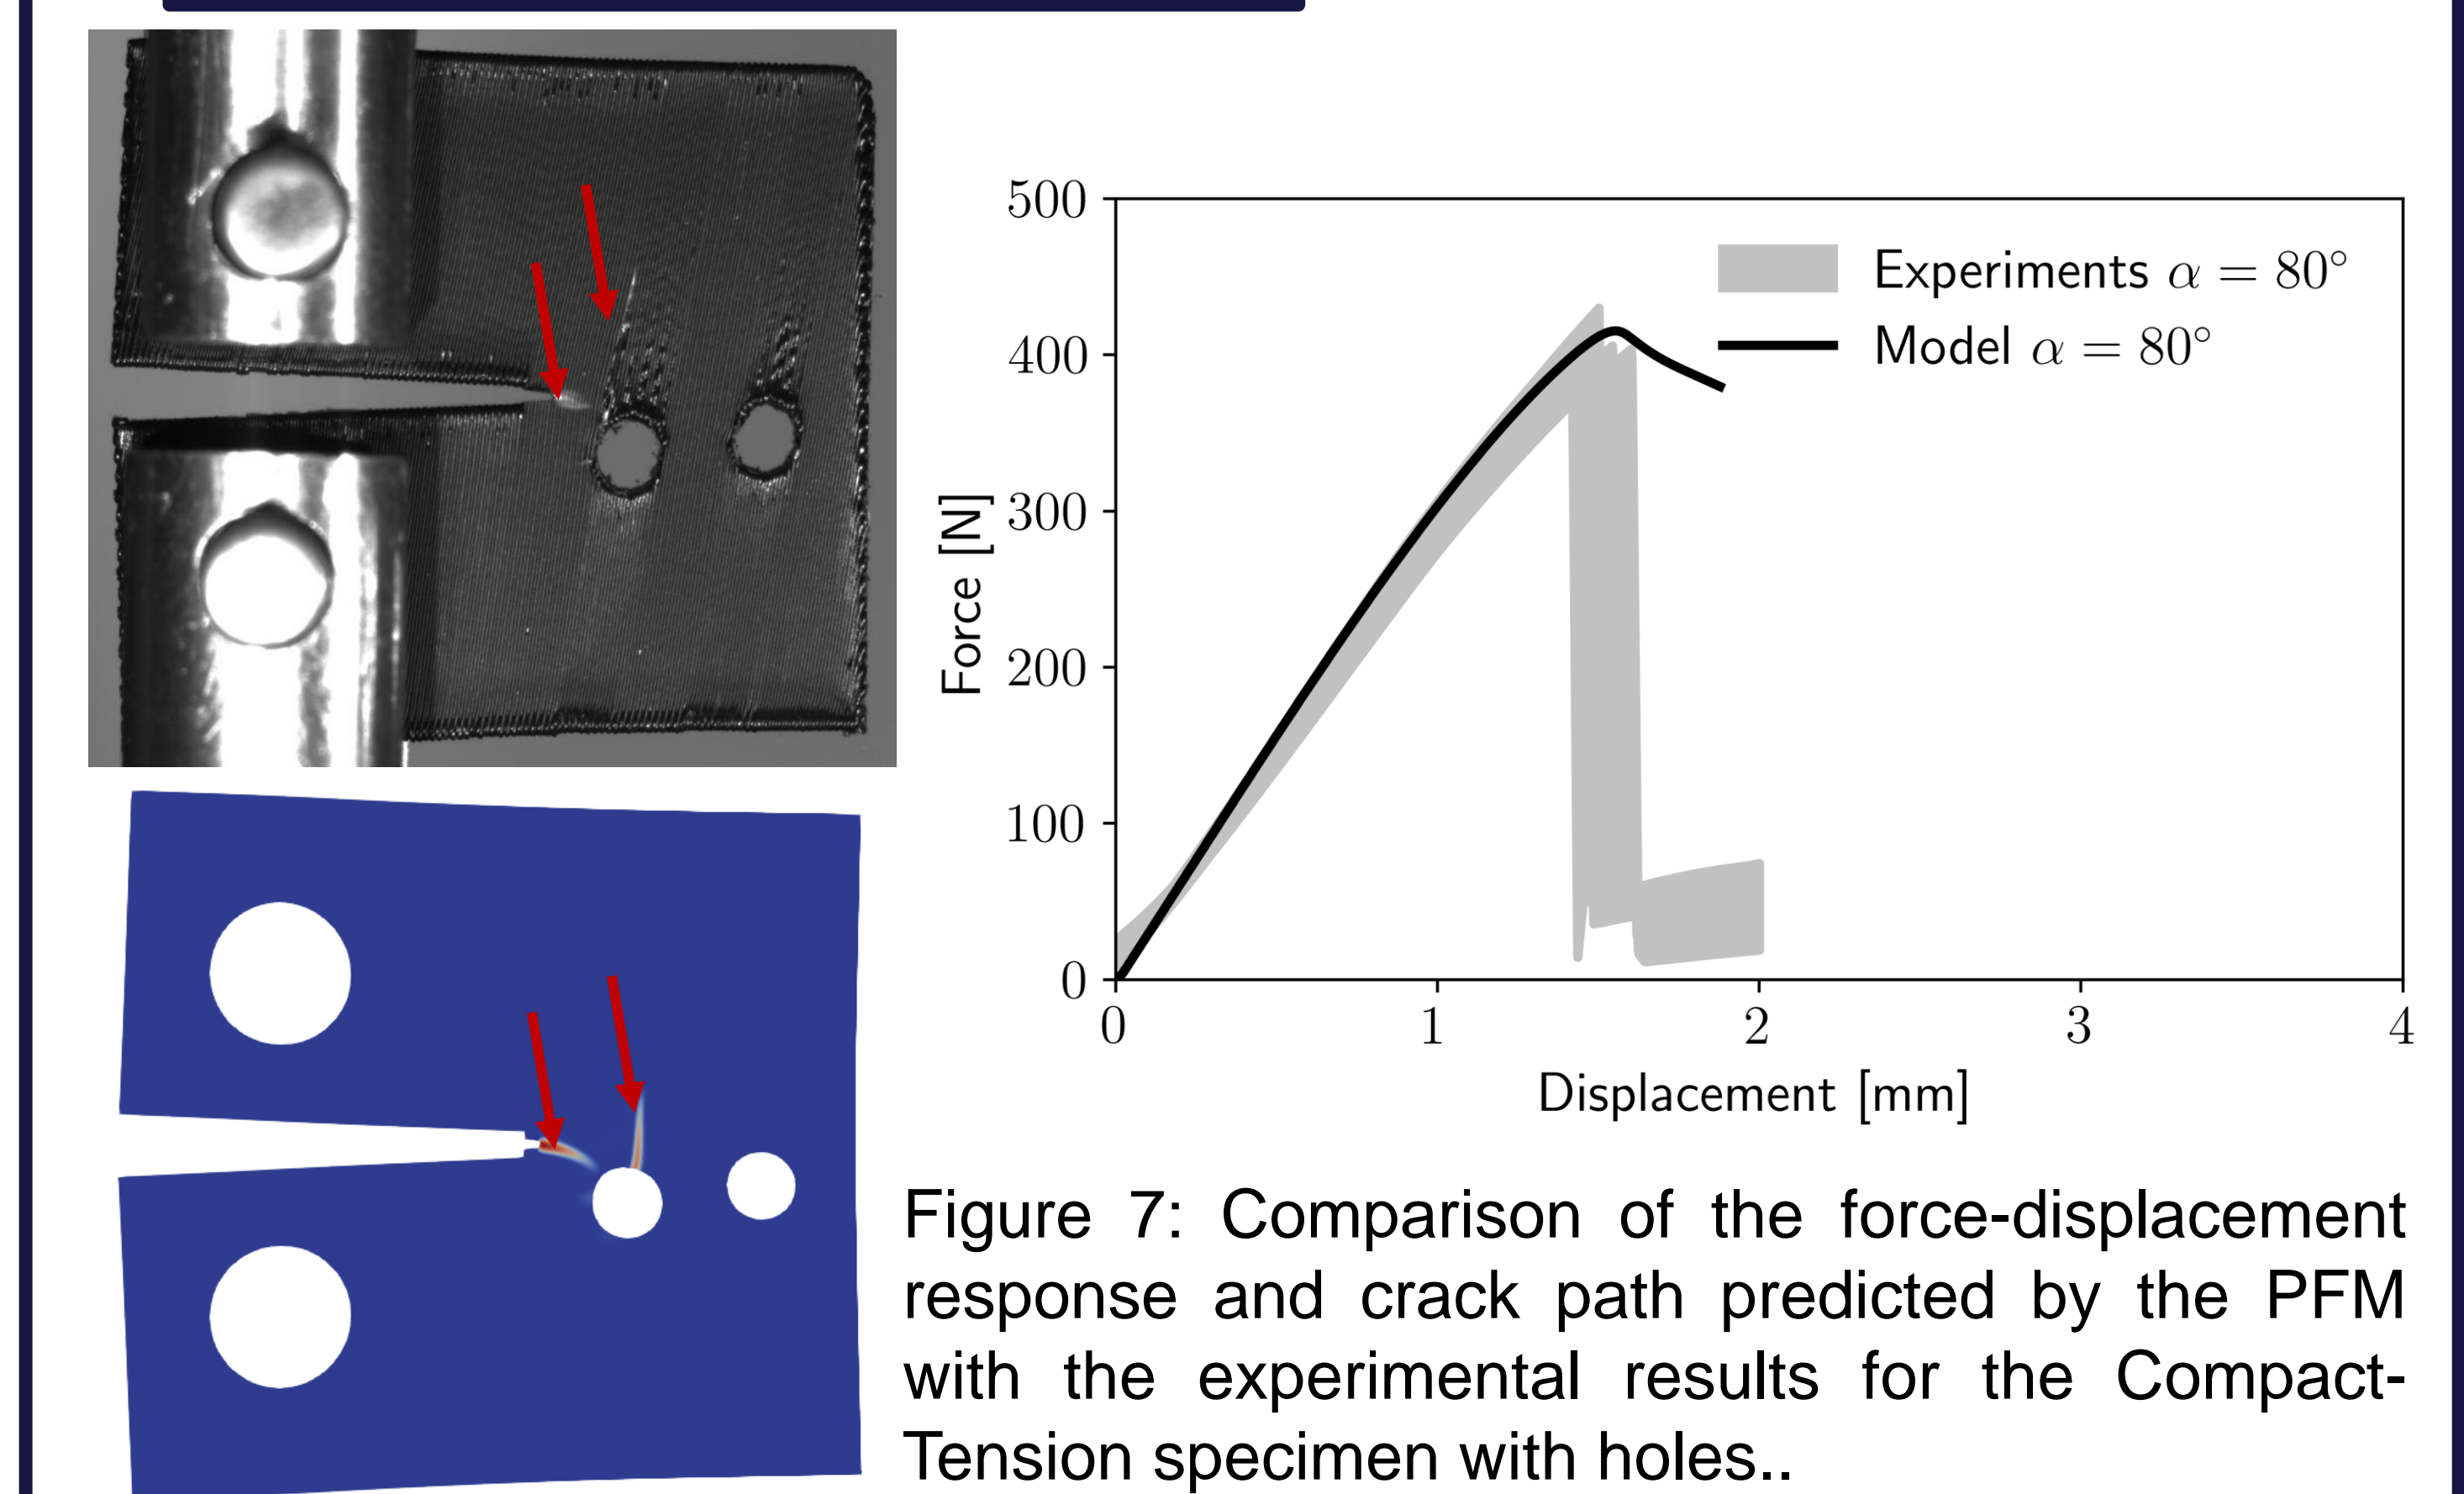 500
400
300
200
100
0
Force [N]
Experiments α = 80°
Model α = 80°
0 1 2 3 4
Displacement [mm]
Figure 7: Comparison of the force-displacement
response and crack path predicted by the PFM
with the experimental results for the Compact-
Tension specimen with holes..